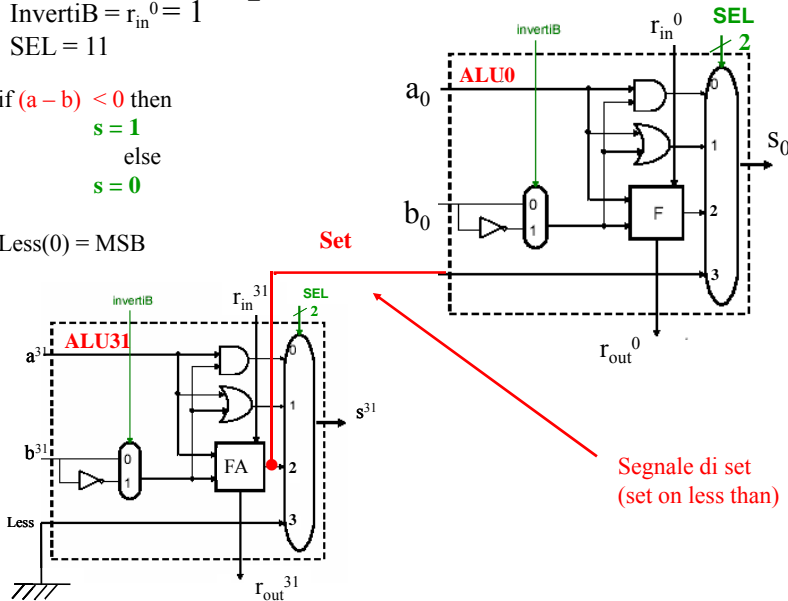 InvertiB = r_in^0 = 1
SEL = 11
if (a – b) < 0 then
s = 1
else
s = 0
Less(0) = MSB
Set
invertiB
r_in^0
SEL
2
ALU0
a_0
0
1
s_0
b_0
0
1
F
2
3
r_out^0
invertiB
r_in^31
SEL
2
ALU31
a^31
0
1
s^31
b^31
0
1
FA
2
Less
3
r_out^31
Segnale di set
(set on less than)